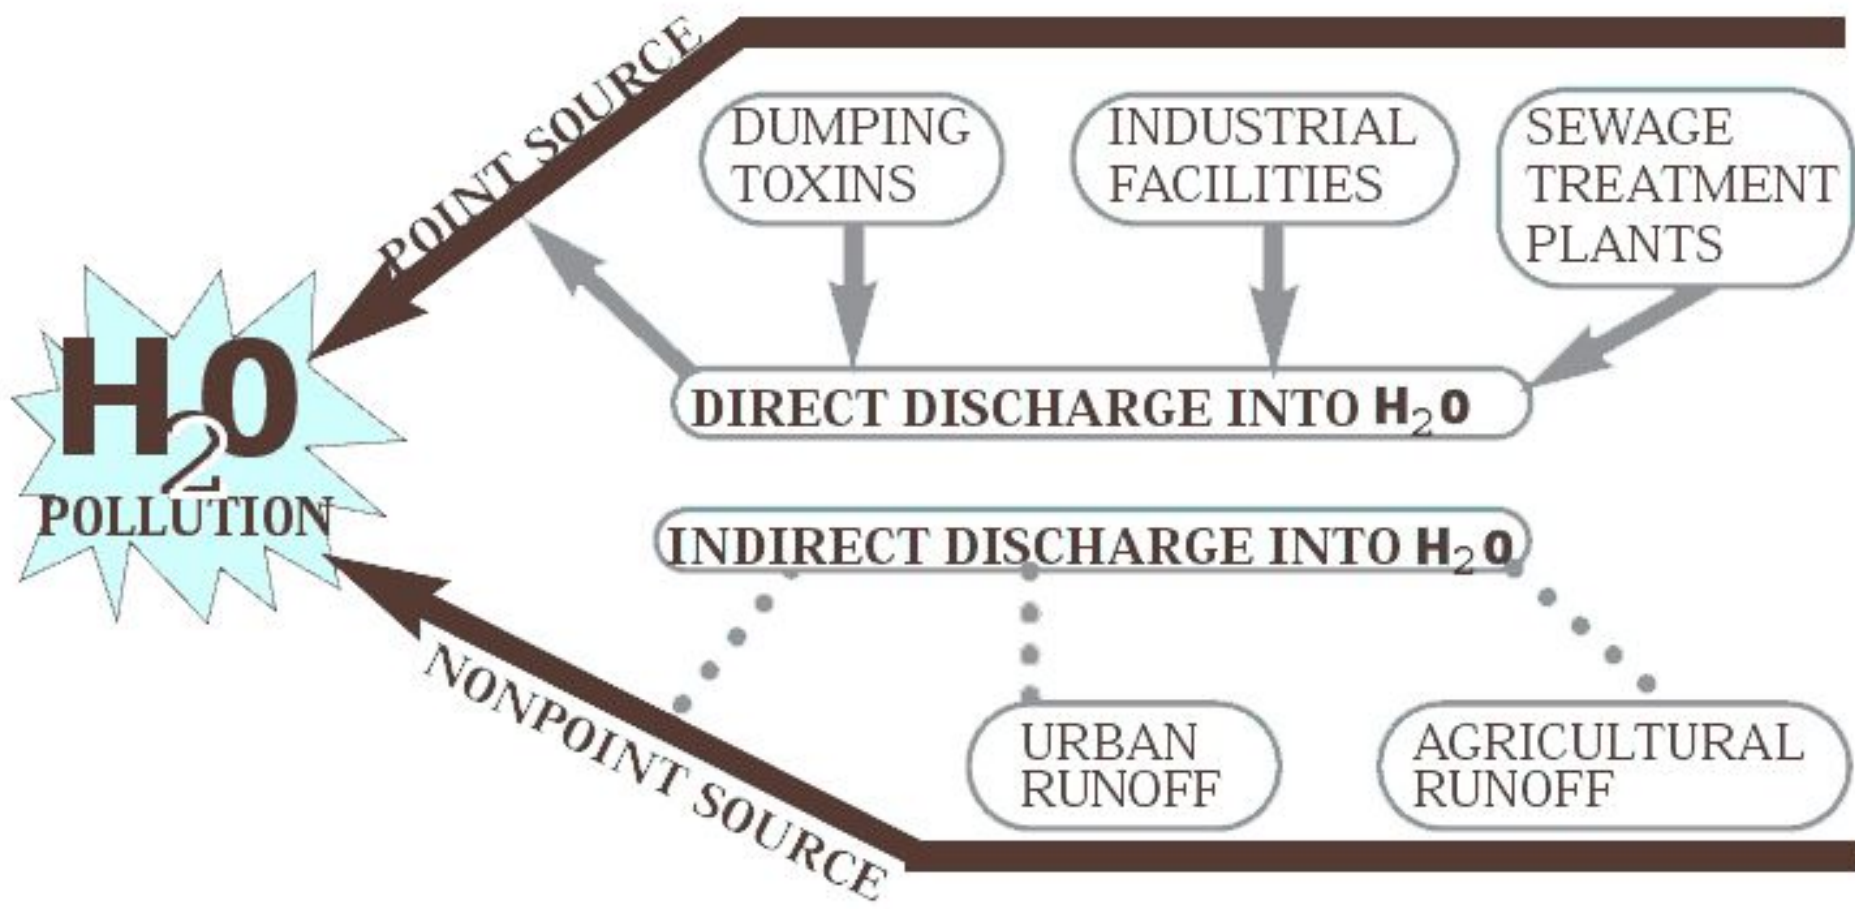 POINT SOURCE
DUMPING
TOXINS
INDUSTRIAL
FACILITIES
SEWAGE
TREATMENT
PLANTS
DIRECT DISCHARGE INTO H2O
H2O
POLLUTION
INDIRECT DISCHARGE INTO H2O
NONPOINT SOURCE
URBAN
RUNOFF
AGRICULTURAL
RUNOFF